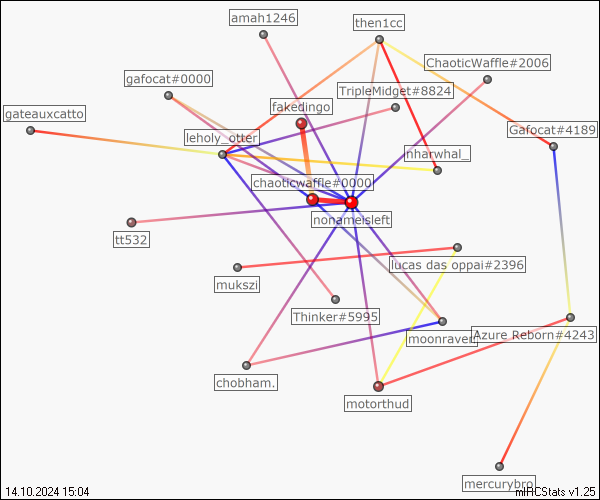 amah1246
then1cc
ChaoticWaffle#2006
gafocat#0000
TripleMidget#8824
fakedingo
gateauxcatto
Gafocat#4189
leholy_otter
nharwhal_
chaoticwaffle#0000
nonameisleft
tt532
lucas das oppai#2396
mukszi
Thinker#5995
moonraven
Azure Reborn#4243
chobham.
motorthud
mercurybro
14.10.2024 15:04
mIRCStats v1.25